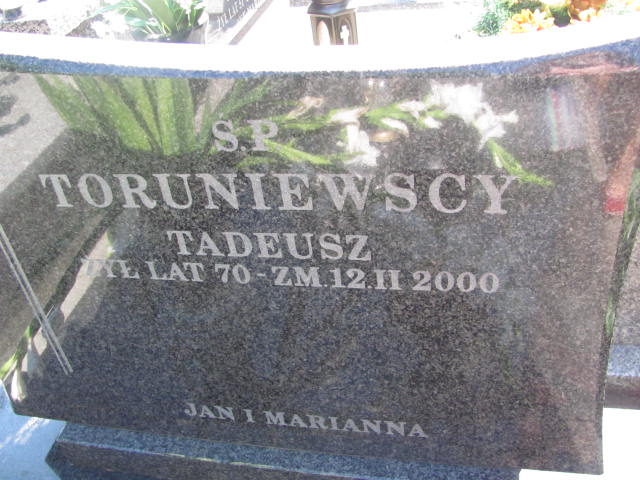 Ś.P.
TORUNIEWSCY
TADEUSZ
ŻYŁ LAT 70 - ZM. 12.II 2000
JAN I MARIANNA